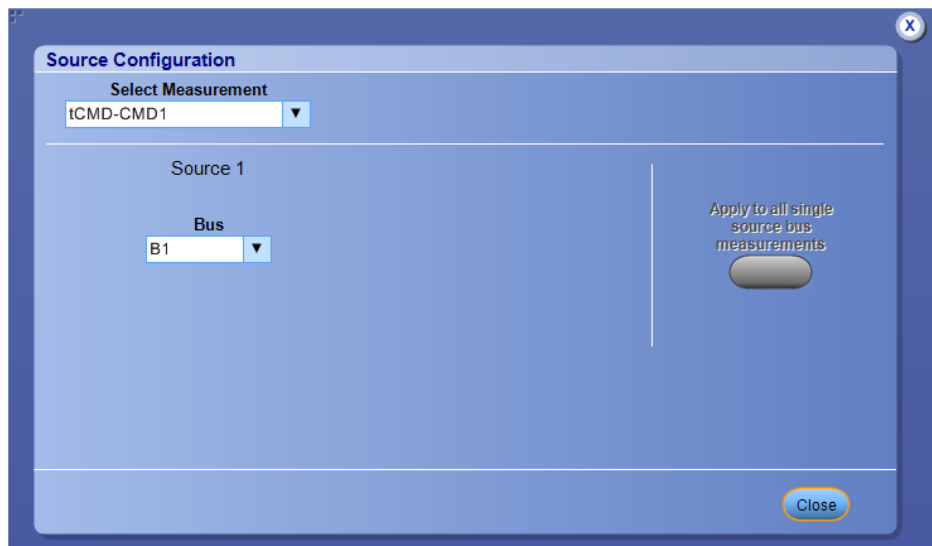 X
Source Configuration
Select Measurement
tCMD-CMD1
Source 1
Bus
B1
Apply to all single
source bus
measurements
Close